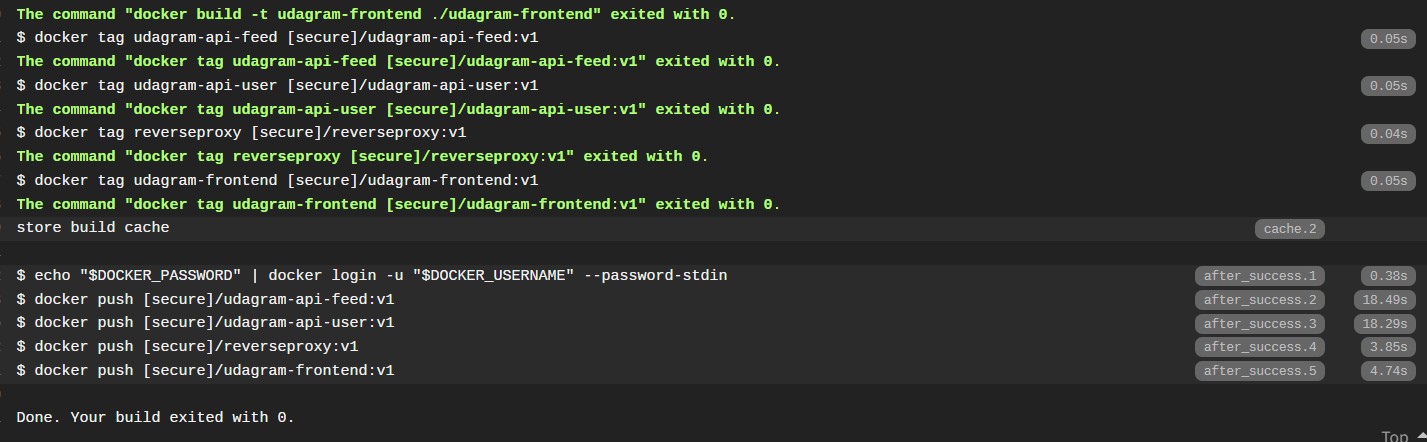 The command "docker build -t udagram-frontend ./udagram-frontend" exited with 0.
$ docker tag udagram-api-feed [secure]/udagram-api-feed:v1 0.05s
The command "docker tag udagram-api-feed [secure]/udagram-api-feed:v1" exited with 0.
$ docker tag udagram-api-user [secure]/udagram-api-user:v1 0.05s
The command "docker tag udagram-api-user [secure]/udagram-api-user:v1" exited with 0.
$ docker tag reverseproxy [secure]/reverseproxy:v1 0.04s
The command "docker tag reverseproxy [secure]/reverseproxy:v1" exited with 0.
$ docker tag udagram-frontend [secure]/udagram-frontend:v1 0.05s
The command "docker tag udagram-frontend [secure]/udagram-frontend:v1" exited with 0.
store build cache cache.2
$ echo "$DOCKER_PASSWORD" | docker login -u "$DOCKER_USERNAME" --password-stdin after_success.1 0.38s
$ docker push [secure]/udagram-api-feed:v1 after_success.2 18.49s
$ docker push [secure]/udagram-api-user:v1 after_success.3 18.29s
$ docker push [secure]/reverseproxy:v1 after_success.4 3.85s
$ docker push [secure]/udagram-frontend:v1 after_success.5 4.74s
Done. Your build exited with 0.
Top